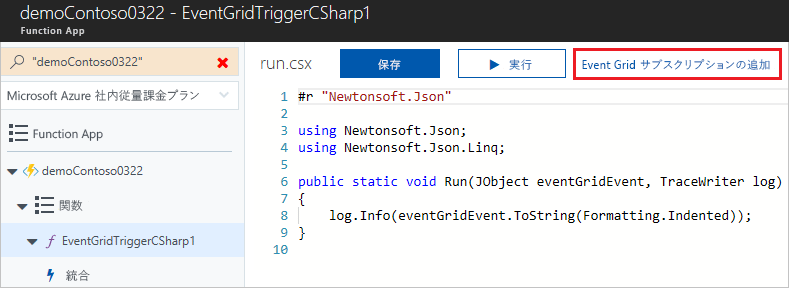 demoContoso0322 - EventGridTriggerCSharp1
Function App
"demoContoso0322"
Microsoft Azure 社内従量課金プラン
Function App
demoContoso0322
関数
EventGridTriggerCSharp1
統合
run.csx
保存
実行
Event Grid サブスクリプションの追加
1 #r "Newtonsoft.Json"
2
3 using Newtonsoft.Json;
4 using Newtonsoft.Json.Linq;
5
6 public static void Run(JObject eventGridEvent, TraceWriter log)
7 {
8     log.Info(eventGridEvent.ToString(Formatting.Indented));
9 }
10